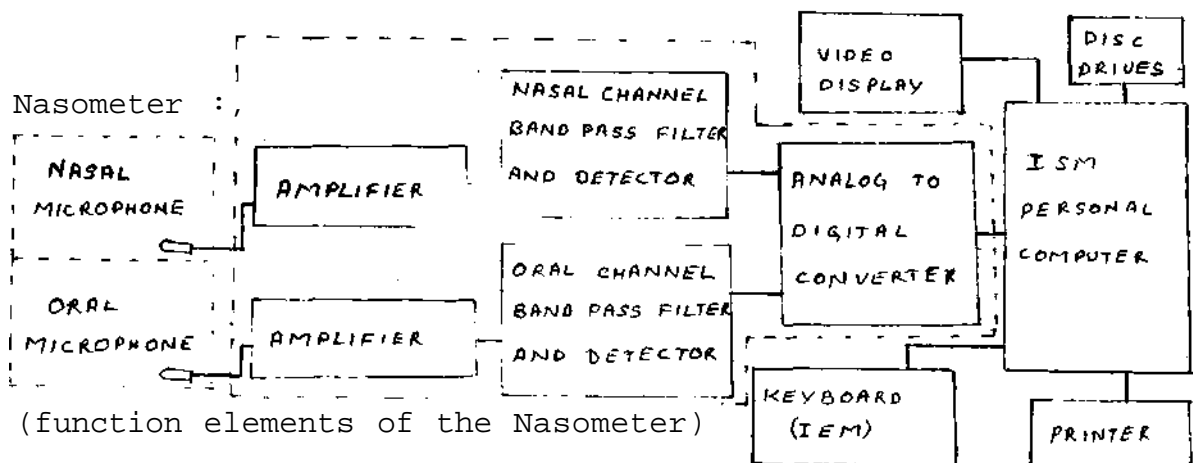 Nasometer :
NASAL
MICROPHONE
ORAL
MICROPHONE
AMPLIFIER
AMPLIFIER
NASAL CHANNEL
BAND PASS FILTER
AND DETECTOR
ORAL CHANNEL
BAND PASS FILTER
AND DETECTOR
ANALOG TO
DIGITAL
CONVERTER
VIDEO
DISPLAY
DISC
DRIVES
ISM
PERSONAL
COMPUTER
KEYBOARD
(IEM)
PRINTER
(function elements of the Nasometer)